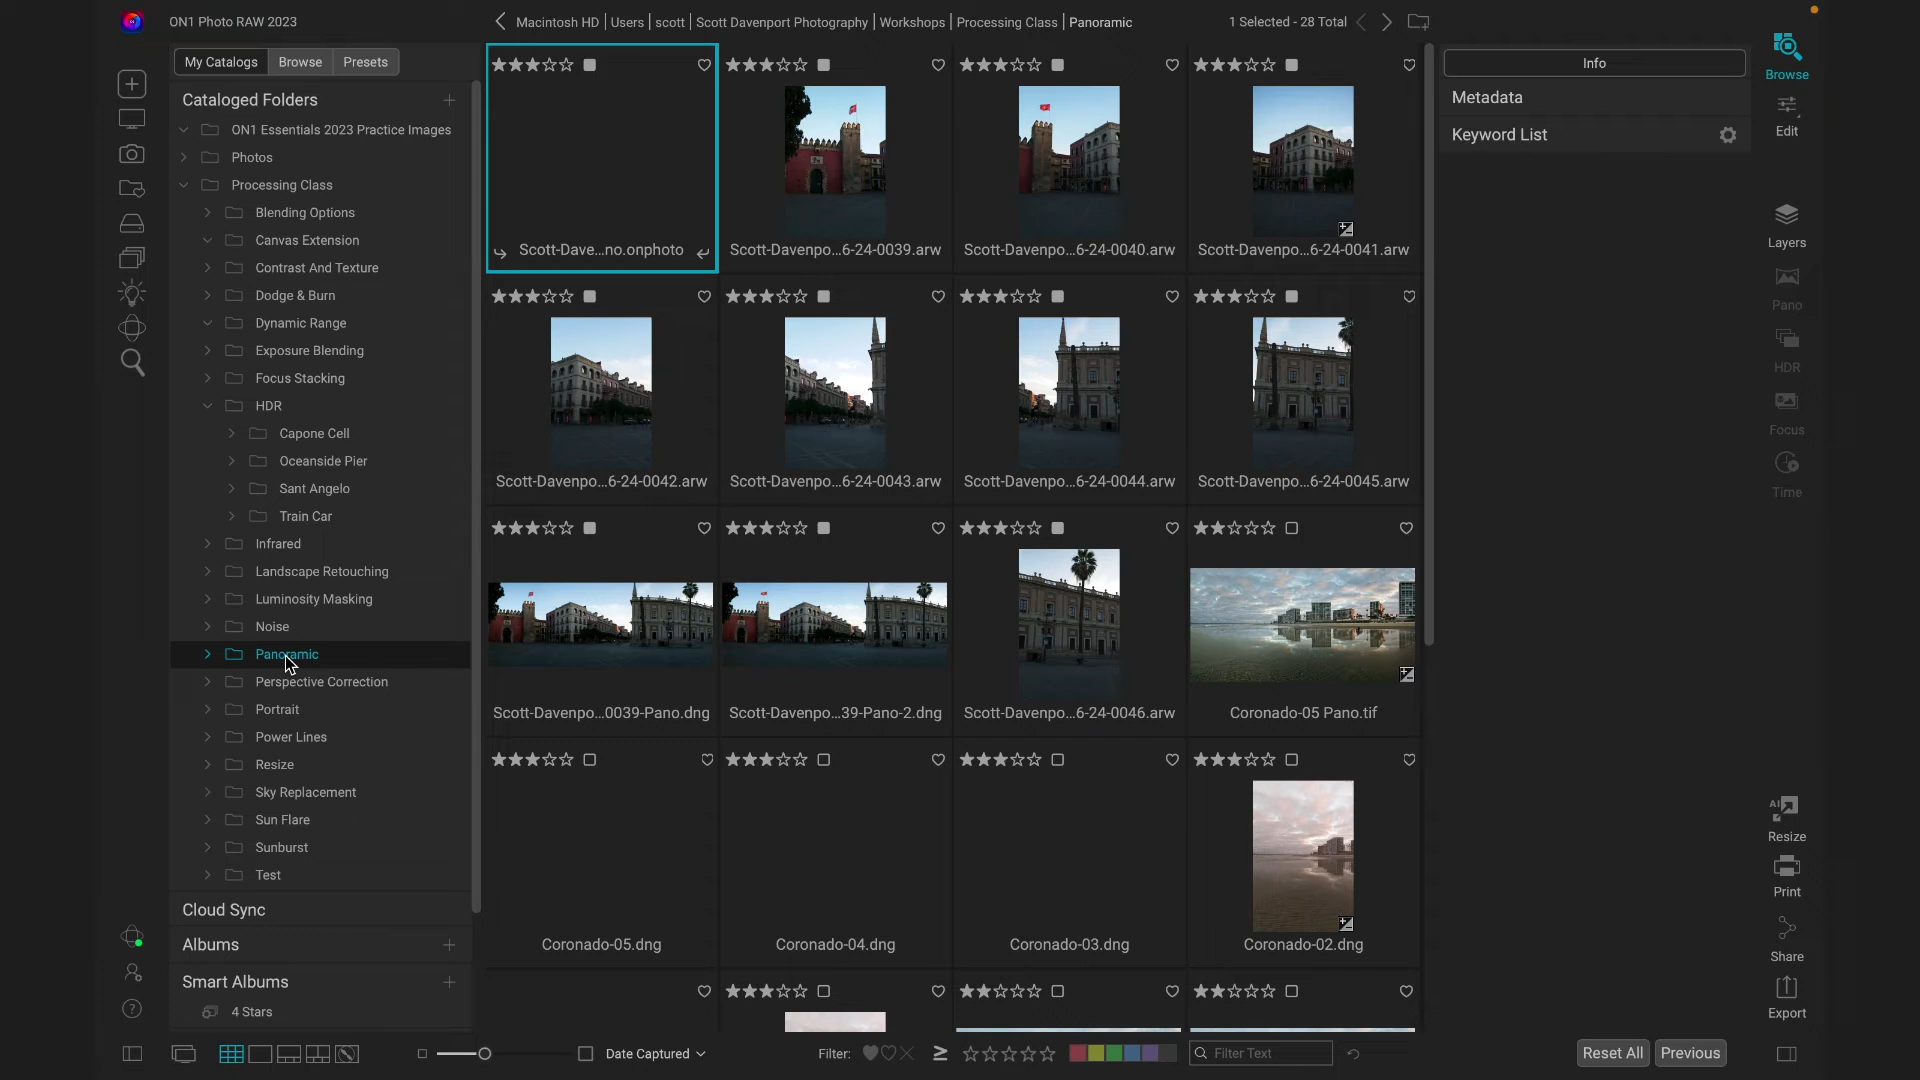 ON1 Photo RAW 2023
Macintosh HD | Users | scott | Scott Davenport Photography | Workshops | Processing Class | Panoramic
1 Selected - 28 Total
My Catalogs
Browse
Presets
Info
Browse
Cataloged Folders
Metadata
ON1 Essentials 2023 Practice Images
Edit
Keyword List
Photos
Processing Class
Blending Options
Canvas Extension
Contrast And Texture
Dodge & Burn
Dynamic Range
Exposure Blending
Focus Stacking
HDR
Capone Cell
Oceanside Pier
Sant Angelo
Train Car
Infrared
Landscape Retouching
Luminosity Masking
Noise
Panoramic
Perspective Correction
Portrait
Power Lines
Resize
Sky Replacement
Sun Flare
Sunburst
Test
Cloud Sync
Albums
Smart Albums
4 Stars
Scott-Dave...no.onphoto
Scott-Davenpo...6-24-0039.arw
Scott-Davenpo...6-24-0040.arw
Scott-Davenpo...6-24-0041.arw
Scott-Davenpo...6-24-0042.arw
Scott-Davenpo...6-24-0043.arw
Scott-Davenpo...6-24-0044.arw
Scott-Davenpo...6-24-0045.arw
Scott-Davenpo...0039-Pano.dng
Scott-Davenpo...39-Pano-2.dng
Scott-Davenpo...6-24-0046.arw
Coronado-05 Pano.tif
Coronado-05.dng
Coronado-04.dng
Coronado-03.dng
Coronado-02.dng
Layers
Pano
HDR
Focus
Time
AI
Resize
Print
Share
Export
Date Captured
Filter:
Filter Text
Reset All
Previous